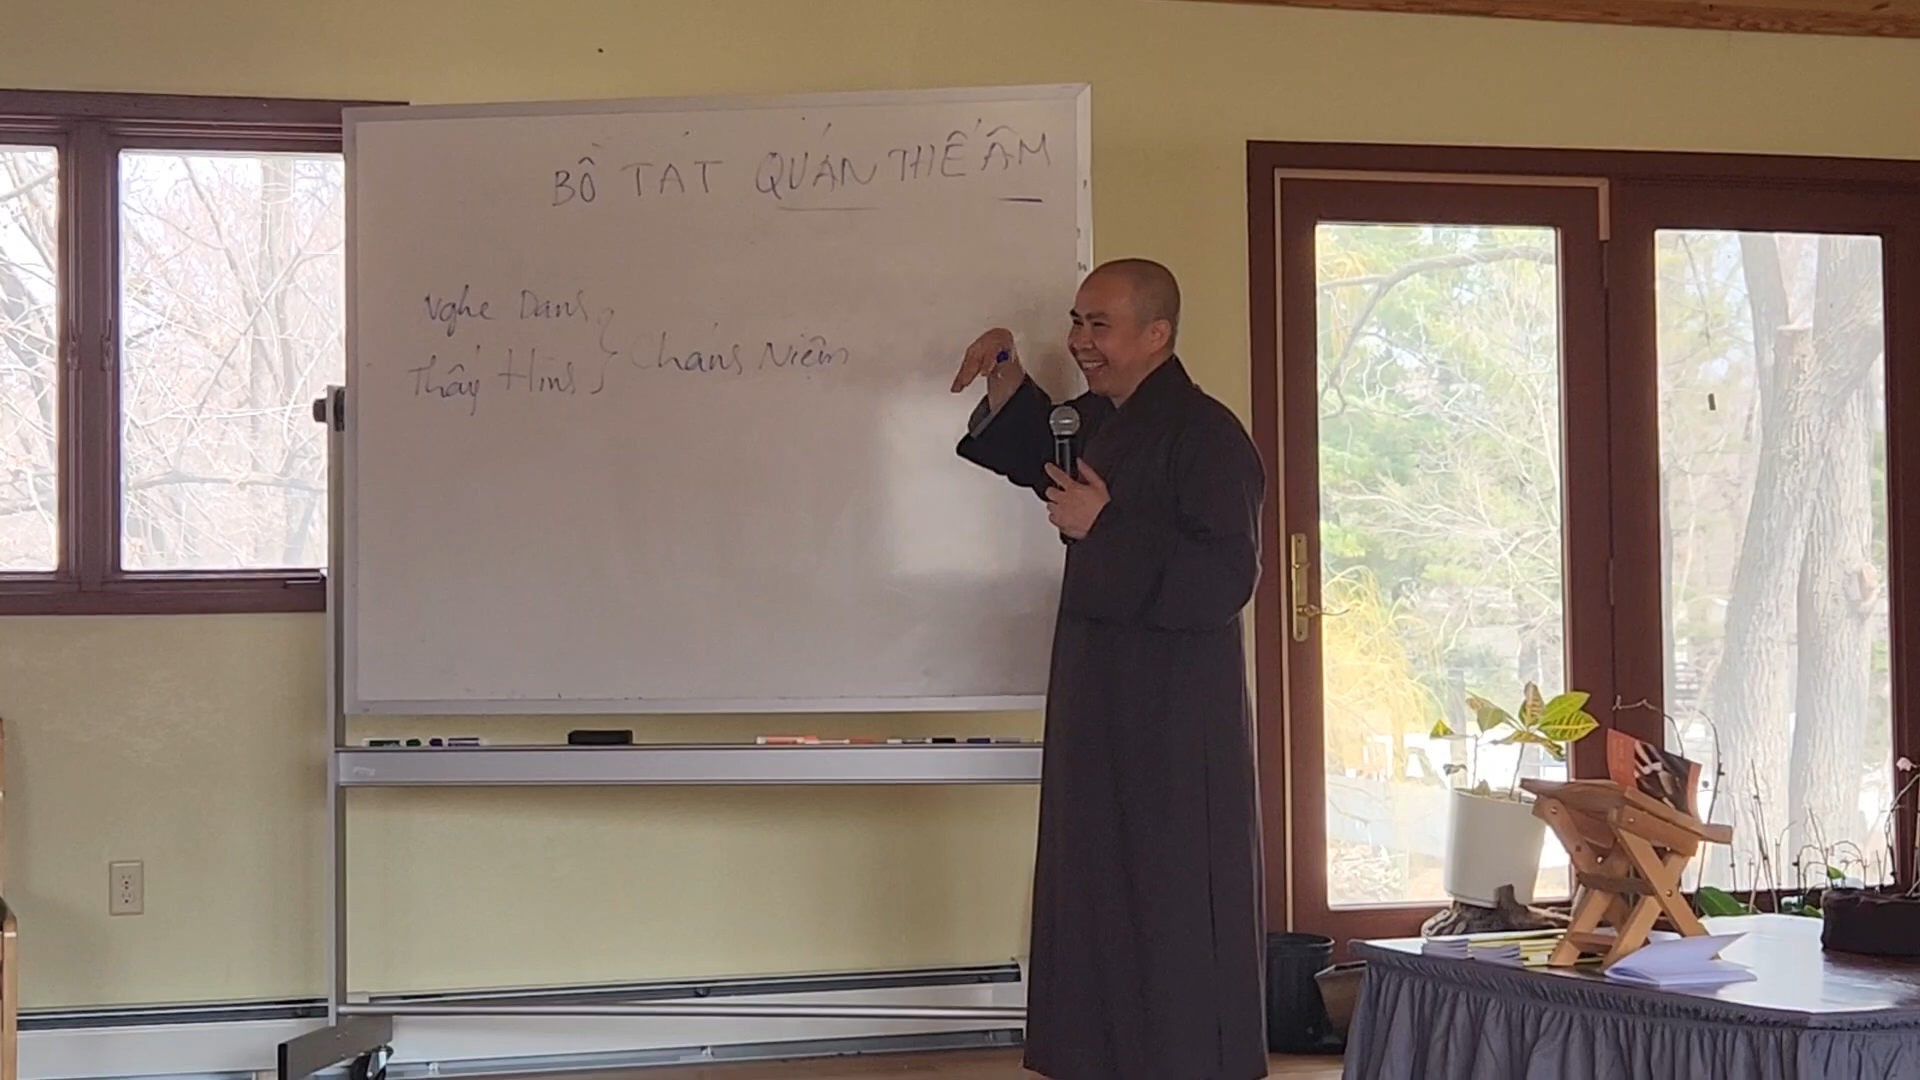 BỒ TÁT QUÁN THẾ ÂM
Nghe Danh
Thấy Hình } Chánh Niệm